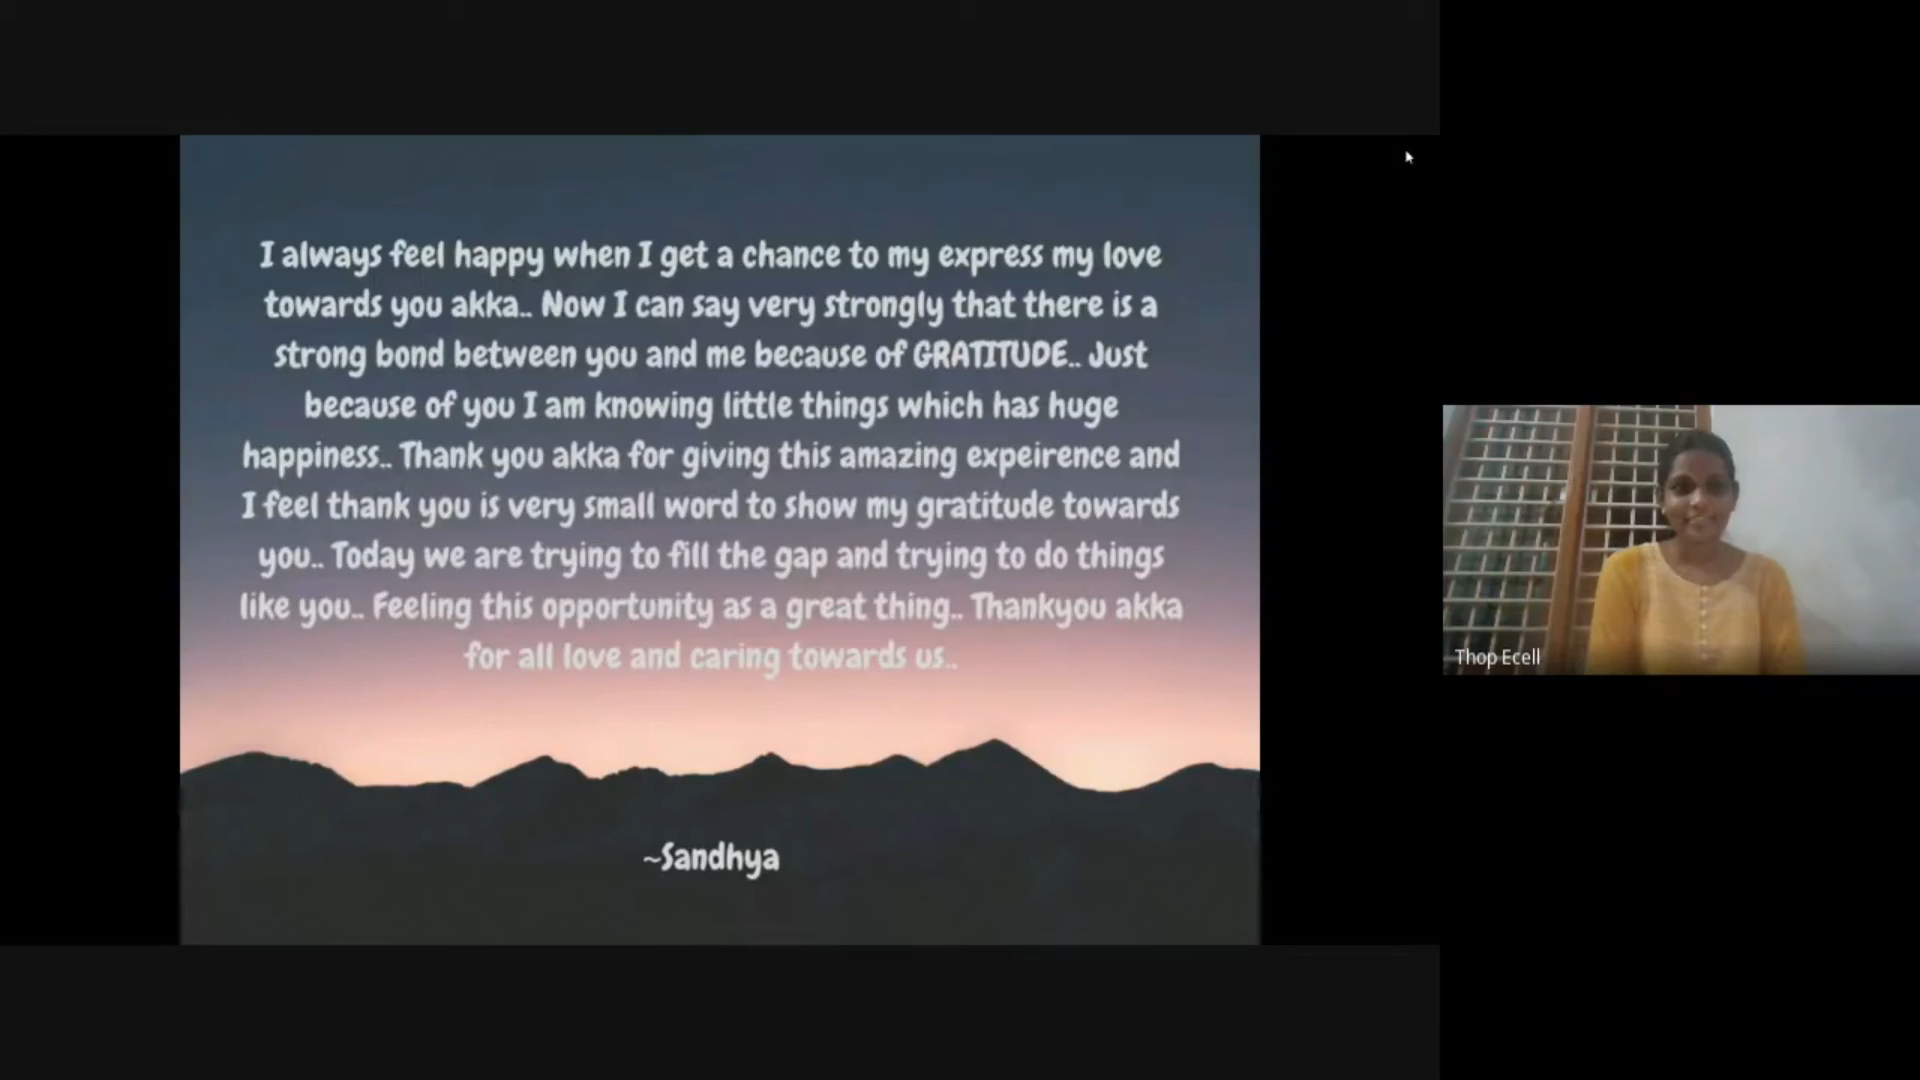 I always feel happy when I get a chance to my express my love
towards you akka.. Now I can say very strongly that there is a
strong bond between you and me because of GRATITUDE.. Just
because of you I am knowing little things which has huge
happiness.. Thank you akka for giving this amazing expeirence and
I feel thank you is very small word to show my gratitude towards
you.. Today we are trying to fill the gap and trying to do things
like you.. Feeling this opportunity as a great thing.. Thankyou akka
for all love and caring towards us..
~Sandhya
Thop Ecell